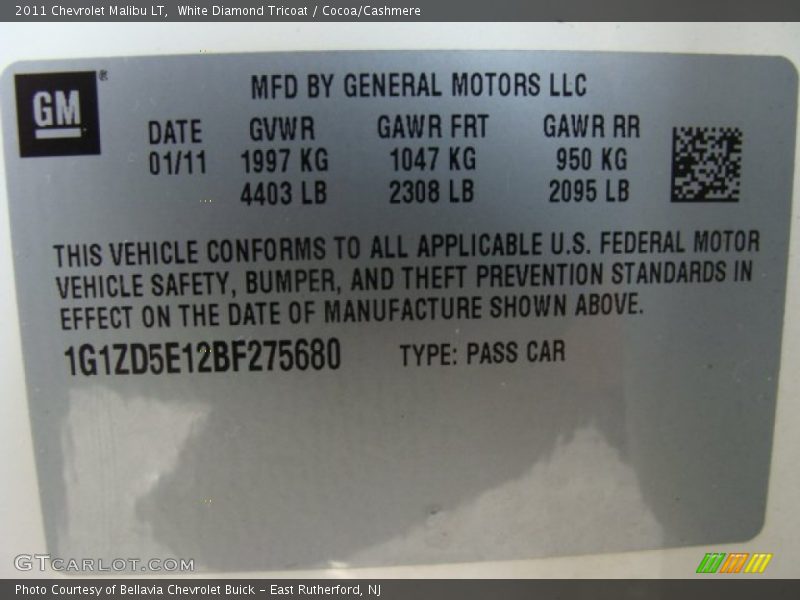 2011 Chevrolet Malibu LT,  White Diamond Tricoat / Cocoa/Cashmere
GM ®
MFD BY GENERAL MOTORS LLC
DATE GVWR GAWR FRT GAWR RR
01/11 1997 KG 1047 KG 950 KG
4403 LB 2308 LB 2095 LB
THIS VEHICLE CONFORMS TO ALL APPLICABLE U.S. FEDERAL MOTOR
VEHICLE SAFETY, BUMPER, AND THEFT PREVENTION STANDARDS IN
EFFECT ON THE DATE OF MANUFACTURE SHOWN ABOVE.
1G1ZD5E12BF275680 TYPE: PASS CAR
GTCARLOT.COM
Photo Courtesy of Bellavia Chevrolet Buick – East Rutherford, NJ